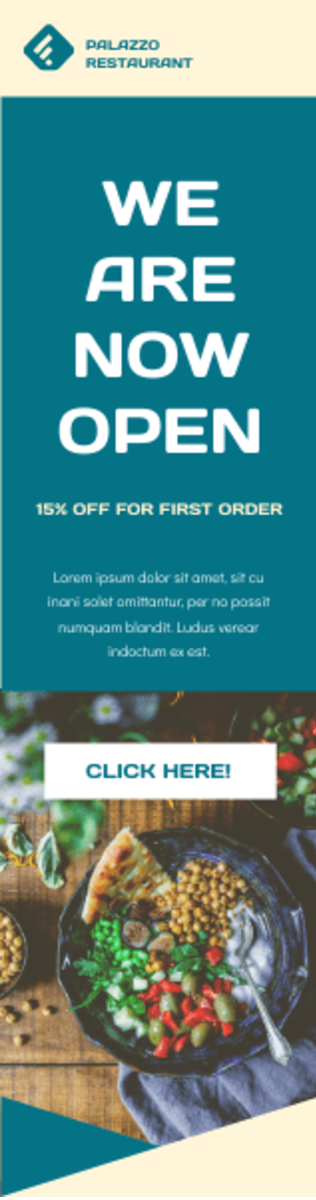 PALAZZO
RESTAURANT
WE
ARE
NOW
OPEN
15% OFF FOR FIRST ORDER
Lorem ipsum dolor sit amet, sit cu
inani solet omittantur, per no possit
numquam blandit. Ludus verear
indoctum ex est.
CLICK HERE!